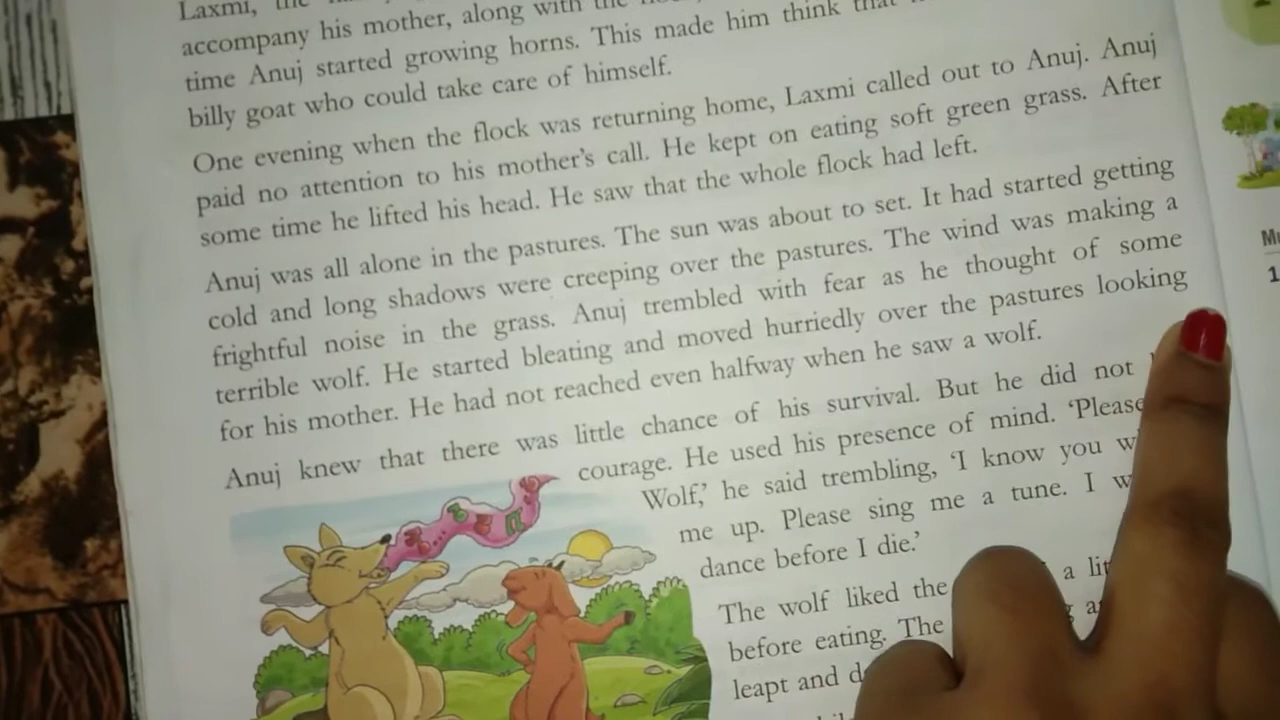 Laxmi, the
accompany his mother, along with the
time Anuj started growing horns. This made him think that
billy goat who could take care of himself.
One evening when the flock was returning home, Laxmi called out to Anuj. Anuj
paid no attention to his mother's call. He kept on eating soft green grass. After
some time he lifted his head. He saw that the whole flock had left.
Anuj was all alone in the pastures. The sun was about to set. It had started getting
cold and long shadows were creeping over the pastures. The wind was making a
frightful noise in the grass. Anuj trembled with fear as he thought of some
terrible wolf. He started bleating and moved hurriedly over the pastures looking
for his mother. He had not reached even halfway when he saw a wolf.
Anuj knew that there was little chance of his survival. But he did not
courage. He used his presence of mind. 'Please
Wolf,' he said trembling, 'I know you
me up. Please sing me a tune. I
dance before I die.'
The wolf liked the a
before eating. The
leapt and